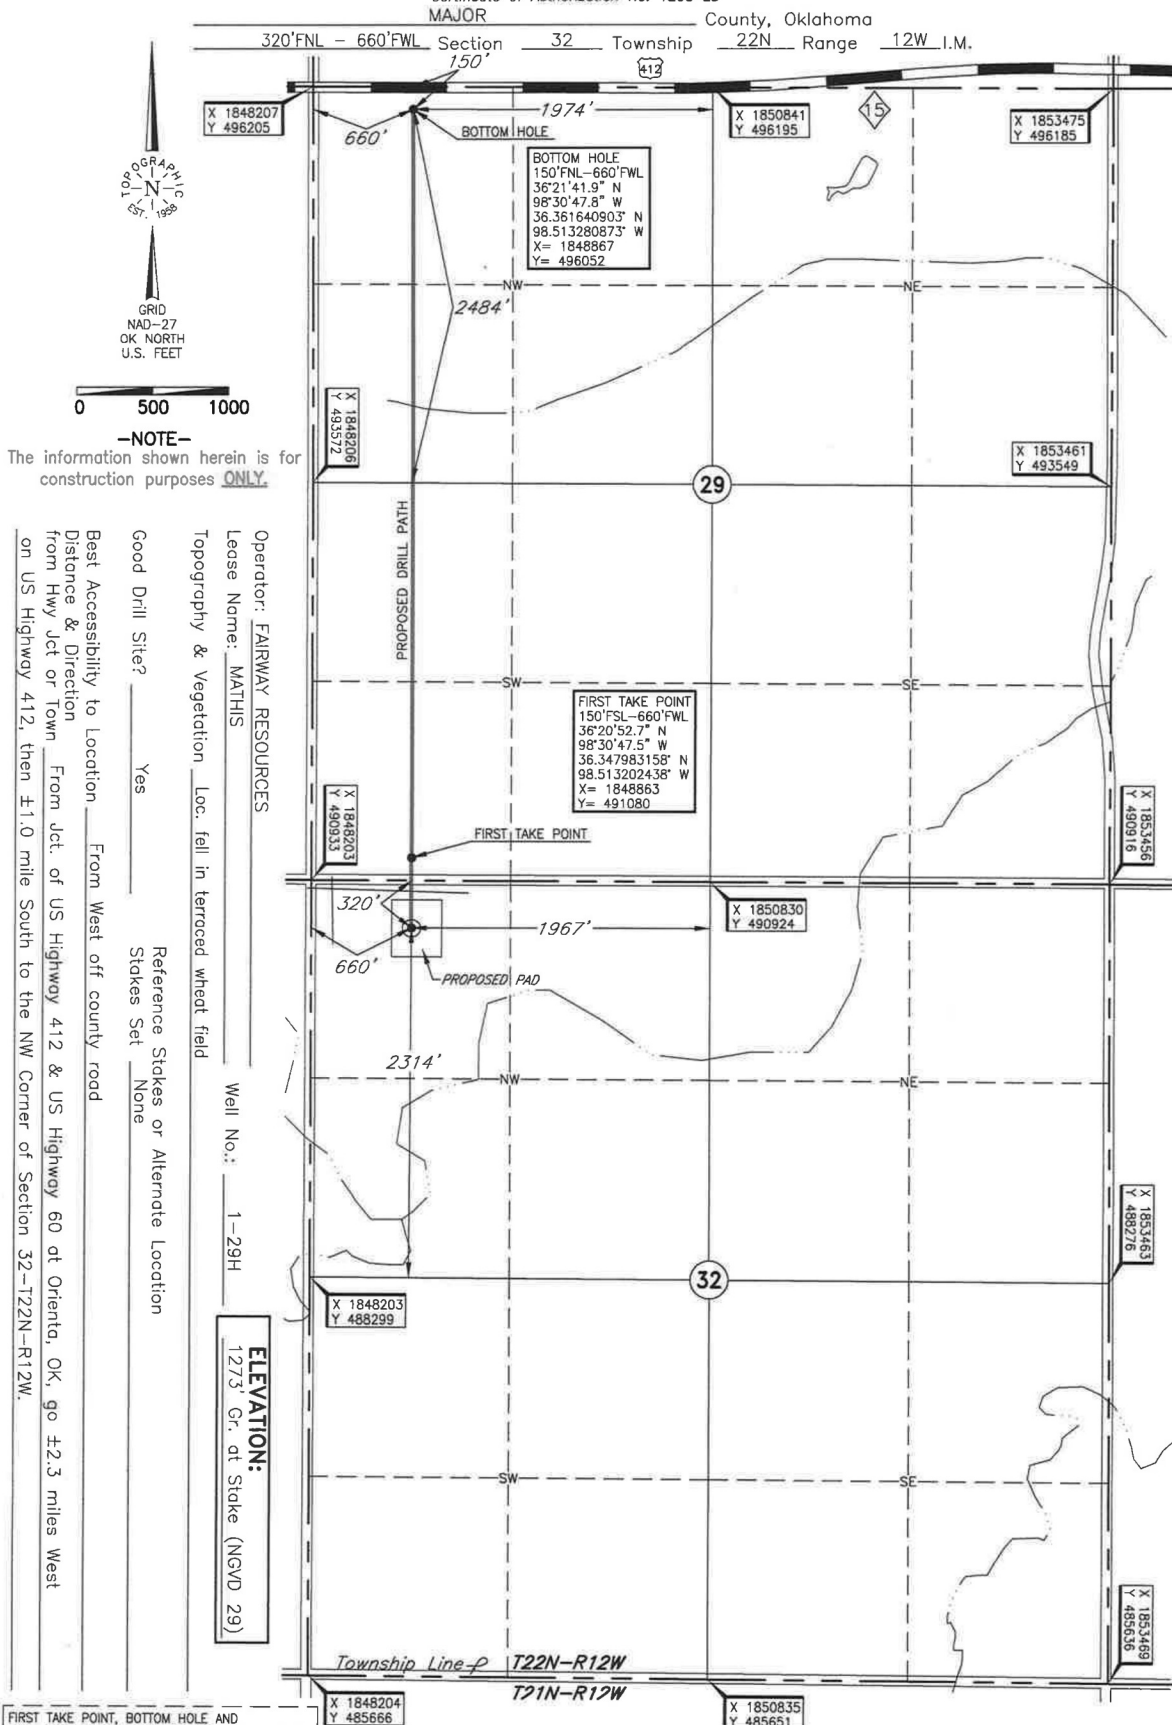 MAJOR County, Oklahoma
320'FNL - 660'FWL Section 32 Township 22N Range 12W I.M.
150'
412
X 1848207
Y 496205
660'
1974'
BOTTOM HOLE
X 1850841
Y 496195
15
X 1853475
Y 496185
TOPOGRAPHIC
N
EST. 1958
GRID
NAD-27
OK NORTH
U.S. FEET
0 500 1000
-NOTE-
The information shown herein is for
construction purposes ONLY.
BOTTOM HOLE
150'FNL-660'FWL
36°21'41.9" N
98°30'47.8" W
36.361640903° N
98.513280873° W
X= 1848867
Y= 496052
NW
NE
2484'
X 1848206
Y 493572
29
X 1853461
Y 493549
PROPOSED DRILL PATH
SW
SE
FIRST TAKE POINT
150'FSL-660'FWL
36°20'52.7" N
98°30'47.5" W
36.347983158° N
98.513202438° W
X= 1848863
Y= 491080
X 1848203
Y 490933
FIRST TAKE POINT
X 1853456
Y 490916
320'
X 1850830
Y 490924
1967'
660'
PROPOSED PAD
2314'
NW
NE
X 1853463
Y 488276
32
X 1848203
Y 488299
SW
SE
X 1853469
Y 485636
Township Line T22N-R12W
T21N-R12W
X 1848204
Y 485666
X 1850835
Y 485651
Operator: FAIRWAY RESOURCES
Lease Name: MATHIS Well No.: 1-29H
Topography & Vegetation Loc. fell in terraced wheat field
Reference Stakes or Alternate Location
Good Drill Site? Yes Stakes Set None
Best Accessibility to Location From West off county road
Distance & Direction
from Hwy Jct or Town From Jct. of US Highway 412 & US Highway 60 at Orienta, OK, go ±2.3 miles West
on US Highway 412, then ±1.0 mile South to the NW Corner of Section 32-T22N-R12W.
ELEVATION:
1273' Gr. at Stake (NGVD 29)
FIRST TAKE POINT, BOTTOM HOLE AND